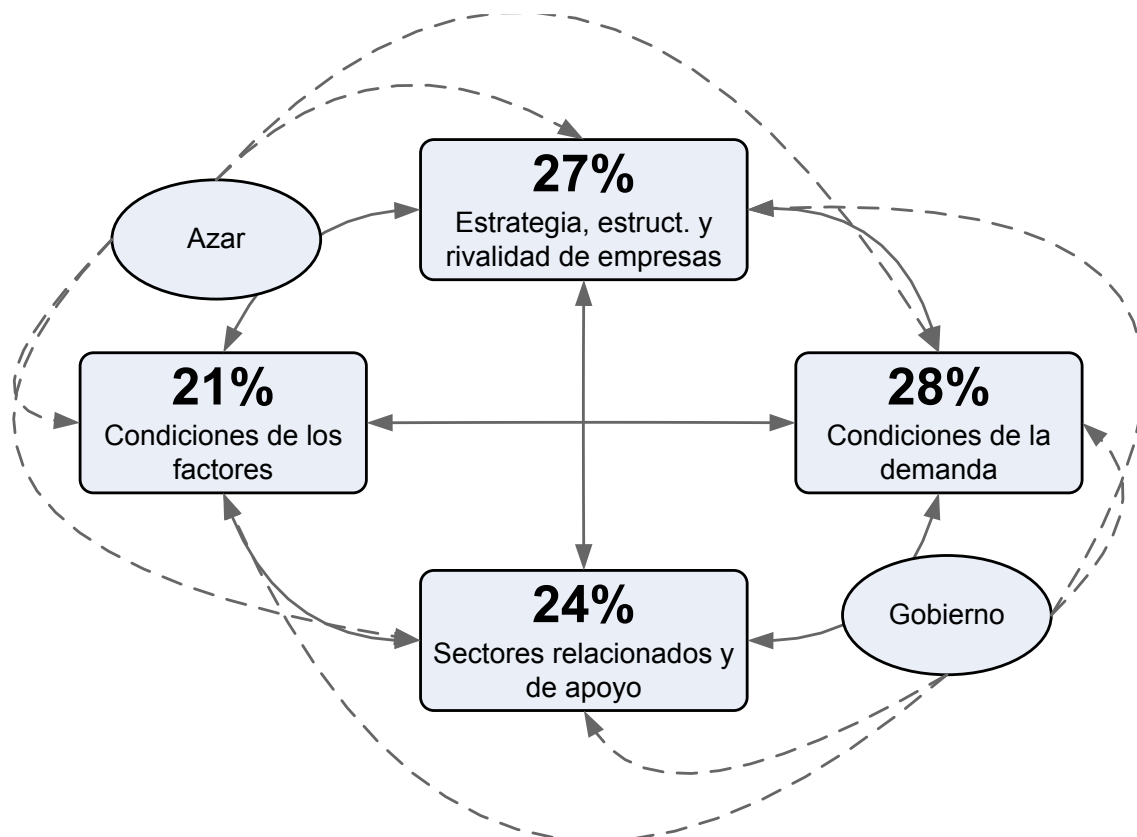 27%
Estrategia, estruct. y
rivalidad de empresas
Azar
21%
Condiciones de los
factores
28%
Condiciones de la
demanda
24%
Sectores relacionados y
de apoyo
Gobierno